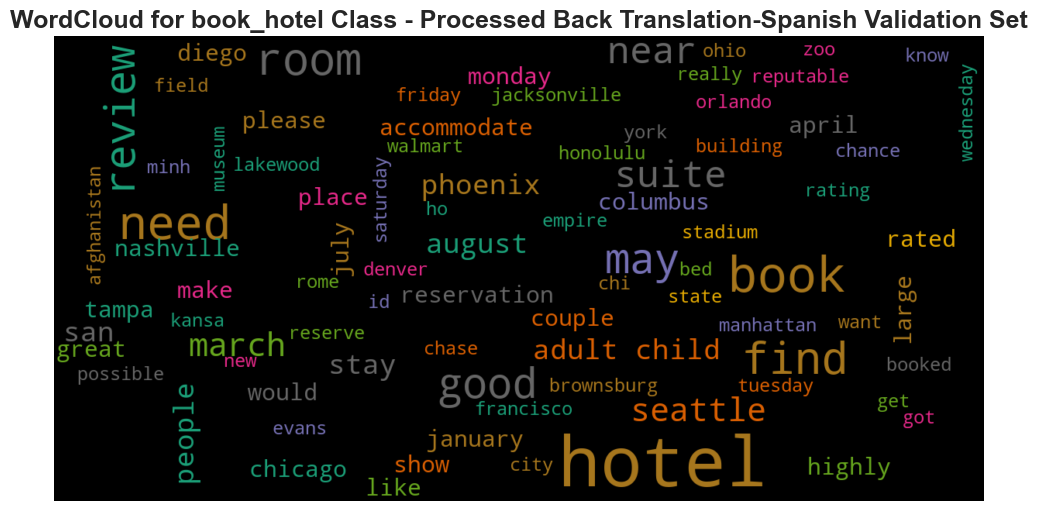 WordCloud for book_hotel Class - Processed Back Translation-Spanish Validation Set
diego
room
near
ohio
zoo
know
review
field
monday
really
reputable
friday
jacksonville
orlando
wednesday
please
accommodate
york
april
walmart
honolulu
building
chance
museum
minh
lakewood
saturday
suite
phoenix
place
columbus
rating
afghanistan
need
ho
empire
stadium
rated
nashville
july
august
may
denver
bed
book
rome
chi
make
id
reservation
state
large
tampa
kansa
couple
manhattan
want
san
reserve
march
great
new
chase
adult child
find
booked
possible
stay
good
brownsburg
tuesday
would
francisco
seattle
get
got
people
evans
january
hotel
chicago
show
city
highly
like